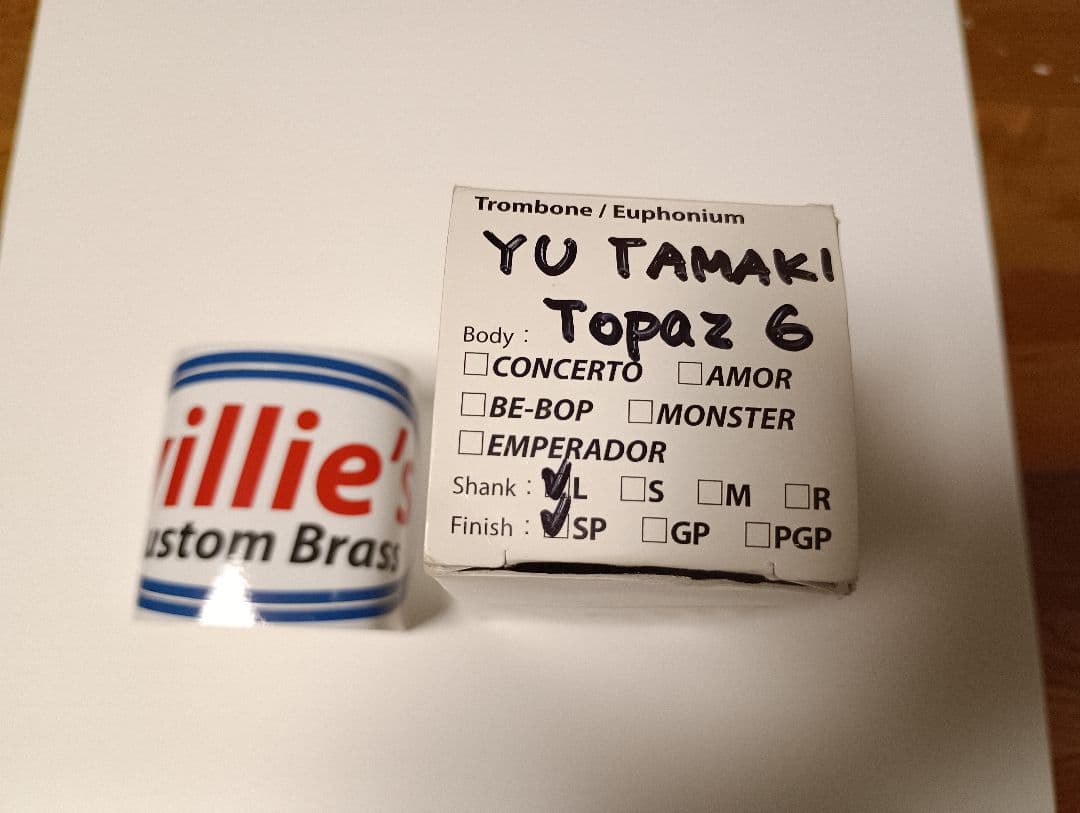 illie's
ustom Brass
Trombone / Euphonium
YU TAMAKI
Topaz 6
Body :
☐CONCERTO ☐AMOR
☐BE-BOP ☐MONSTER
☐EMPERADOR
Shank : ☑L ☐S ☐M ☐R
Finish : ☑SP ☐GP ☐PGP